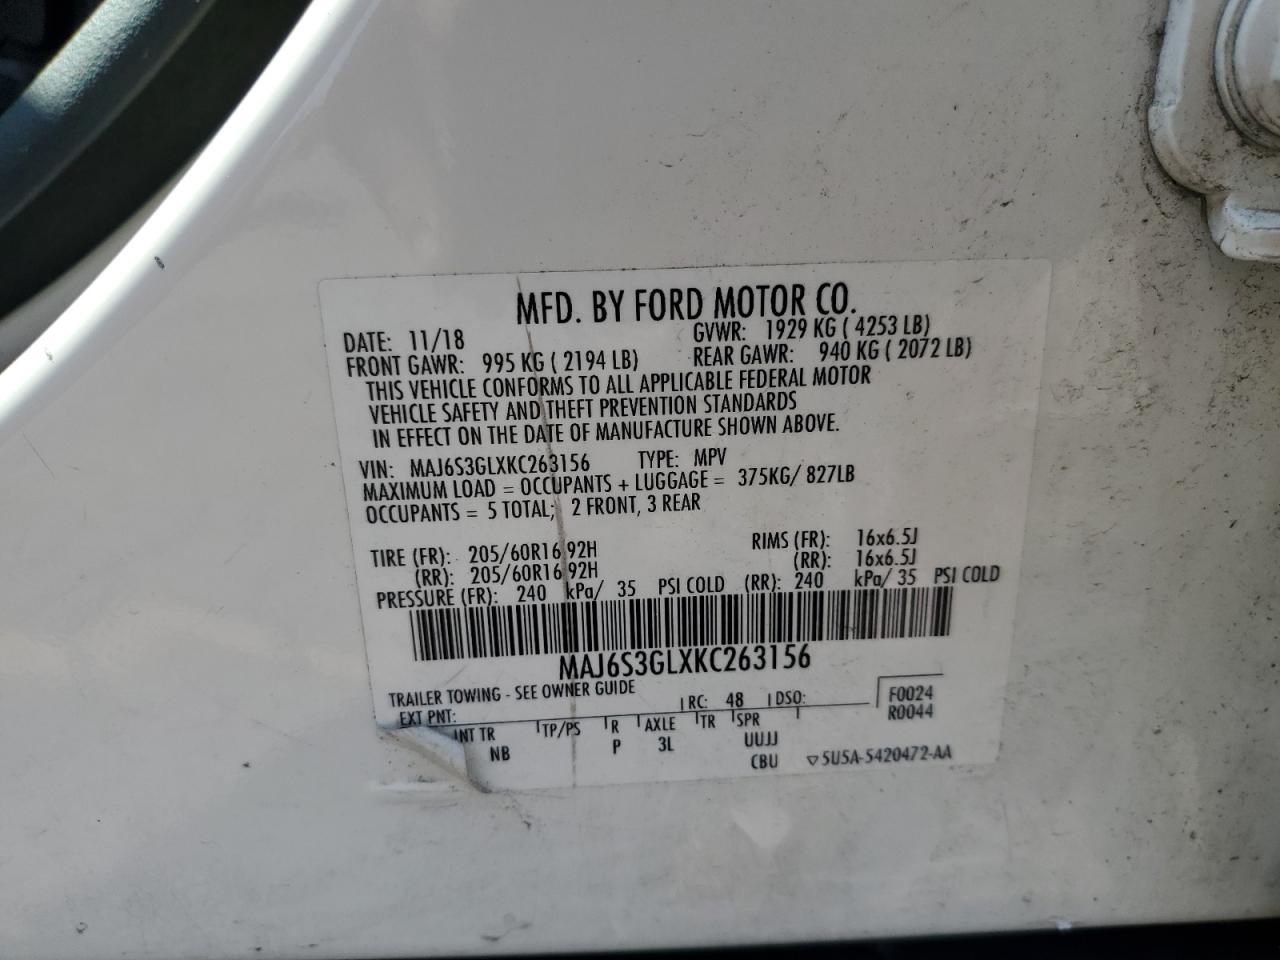 MFD. BY FORD MOTOR CO.
DATE: 11/18 GVWR: 1929 KG ( 4253 LB)
FRONT GAWR: 995 KG ( 2194 LB) REAR GAWR: 940 KG ( 2072 LB)
THIS VEHICLE CONFORMS TO ALL APPLICABLE FEDERAL MOTOR
VEHICLE SAFETY AND THEFT PREVENTION STANDARDS
IN EFFECT ON THE DATE OF MANUFACTURE SHOWN ABOVE.
VIN: MAJ6S3GLXKC263156 TYPE: MPV
MAXIMUM LOAD = OCCUPANTS + LUGGAGE = 375KG/ 827LB
OCCUPANTS = 5 TOTAL; 2 FRONT, 3 REAR
TIRE (FR): 205/60R16 92H RIMS (FR): 16x6.5J
(RR): 205/60R16 92H (RR): 16x6.5J
PRESSURE (FR): 240 kPa/ 35 PSI COLD (RR): 240 kPa/ 35 PSI COLD
MAJ6S3GLXKC263156
TRAILER TOWING - SEE OWNER GUIDE
EXT PNT: RC: 48 DSO: F0024
R0044
INT TR TP/PS R AXLE TR SPR
NB P 3L UUJJ
CBU ▽5U5A-5420472-AA